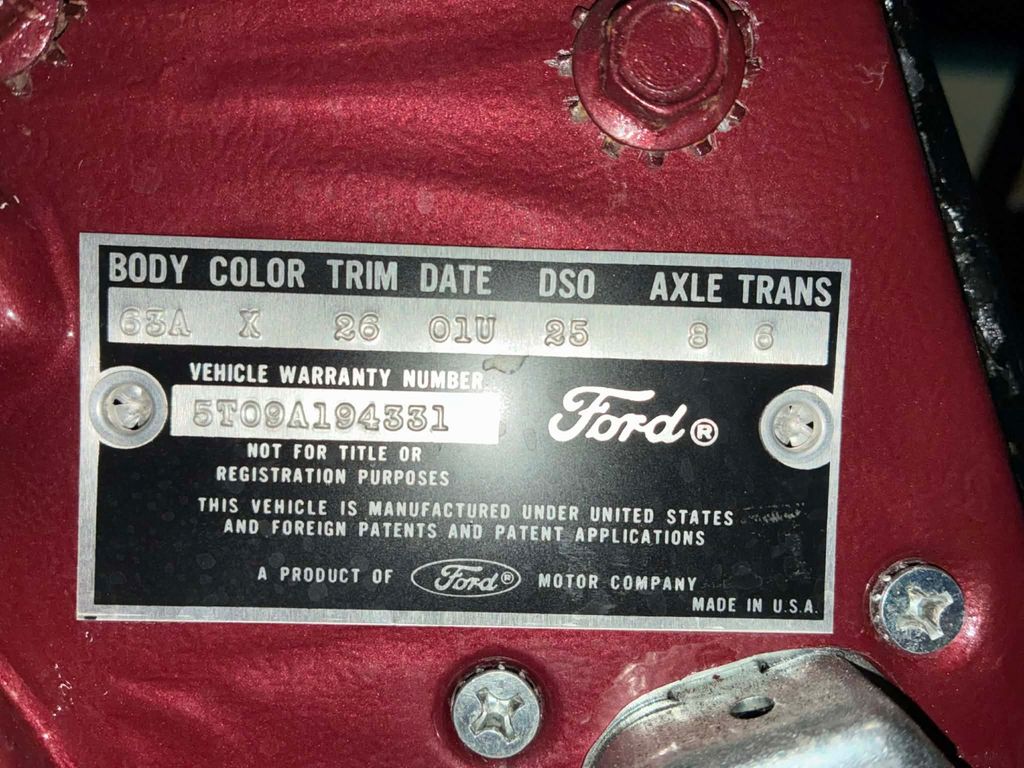 BODY COLOR TRIM DATE DSO AXLE TRANS
63A X 26 01U 25 8 6
VEHICLE WARRANTY NUMBER
5T09A194331
Ford®
NOT FOR TITLE OR
REGISTRATION PURPOSES
THIS VEHICLE IS MANUFACTURED UNDER UNITED STATES
AND FOREIGN PATENTS AND PATENT APPLICATIONS
A PRODUCT OF Ford® MOTOR COMPANY
MADE IN U.S.A.